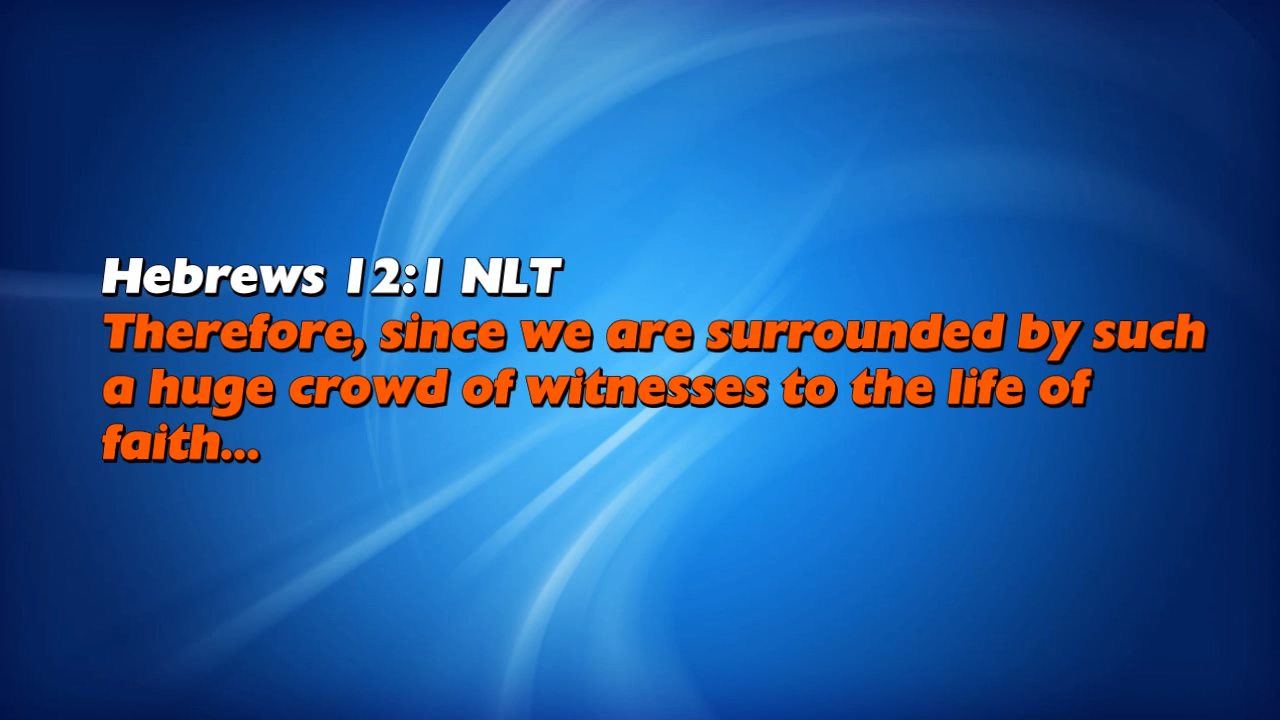 Hebrews 12:1 NLT
Therefore, since we are surrounded by such
a huge crowd of witnesses to the life of
faith...